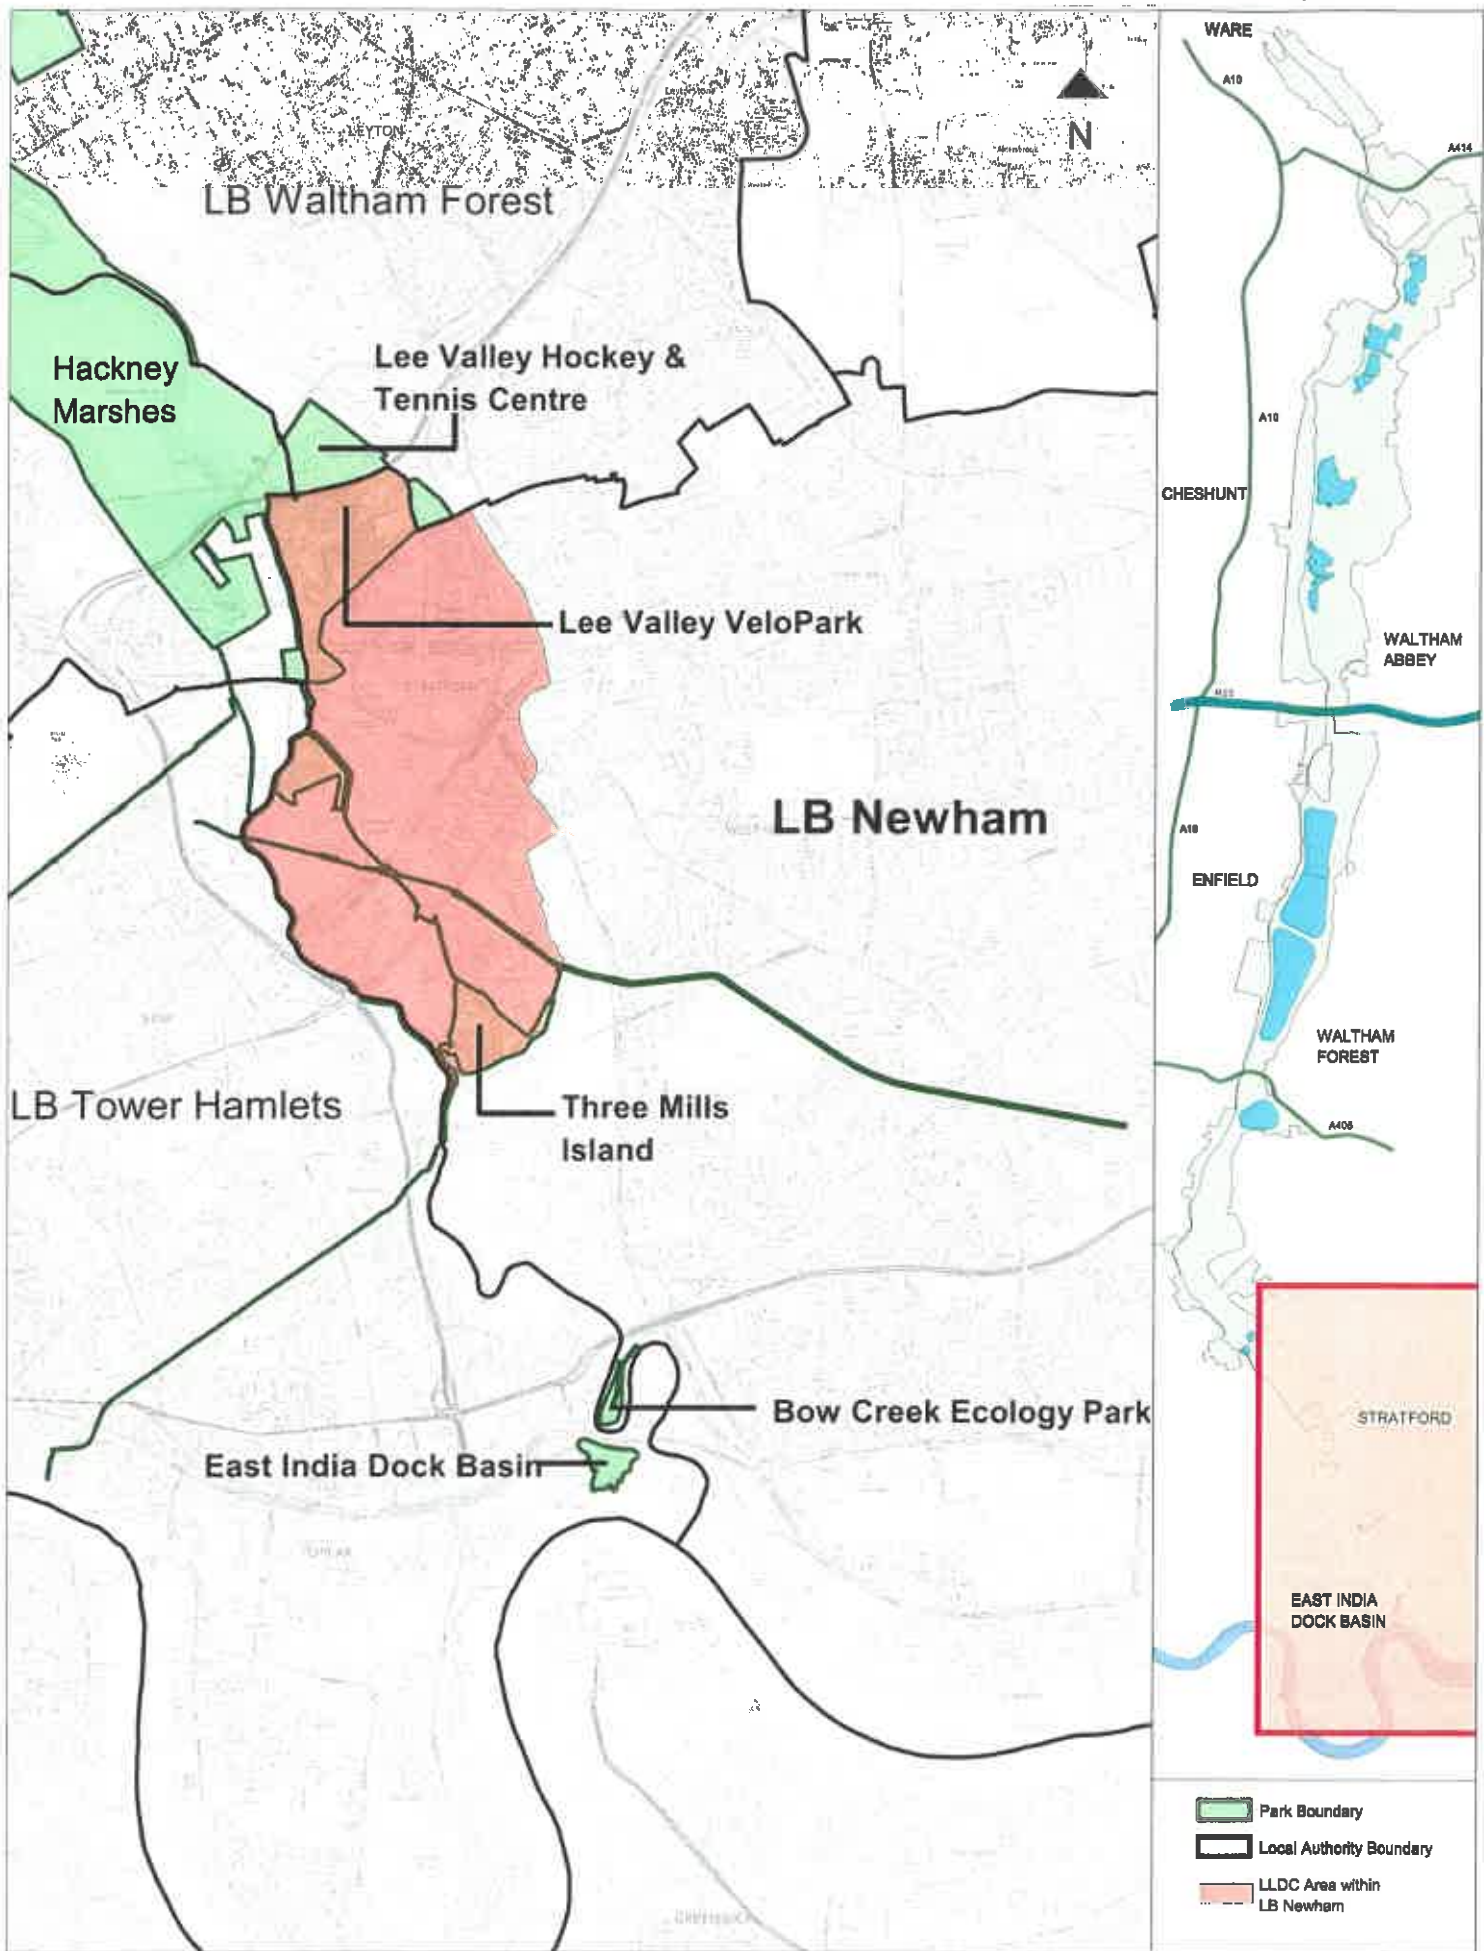 LEYTON
LB Waltham Forest
N
Hackney
Marshes
Lee Valley Hockey &
Tennis Centre
Lee Valley VeloPark
STRATFORD
LB Newham
LB Tower Hamlets
Three Mills
Island
Bow Creek Ecology Park
East India Dock Basin
WARE
A10
A414
A10
CHESHUNT
WALTHAM
ABBEY
M25
A10
ENFIELD
WALTHAM
FOREST
A406
STRATFORD
EAST INDIA
DOCK BASIN
Park Boundary
Local Authority Boundary
LLDC Area within
LB Newham